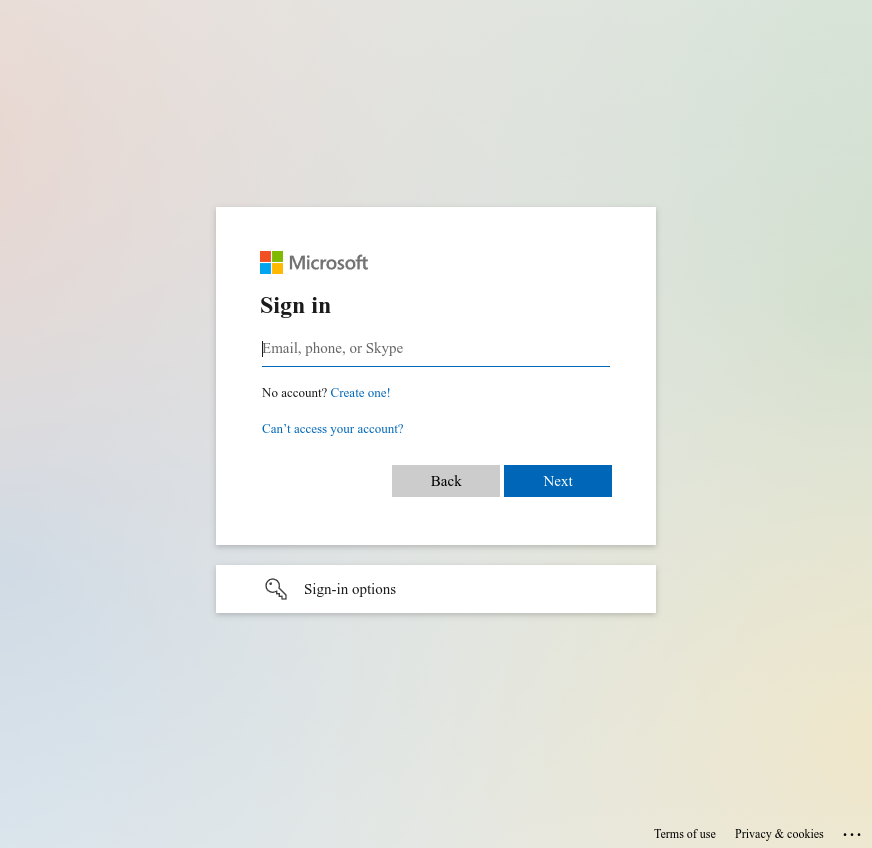 Microsoft
Sign in
Email, phone, or Skype
No account? Create one!
Can’t access your account?
Back
Next
Sign-in options
Terms of use
Privacy & cookies